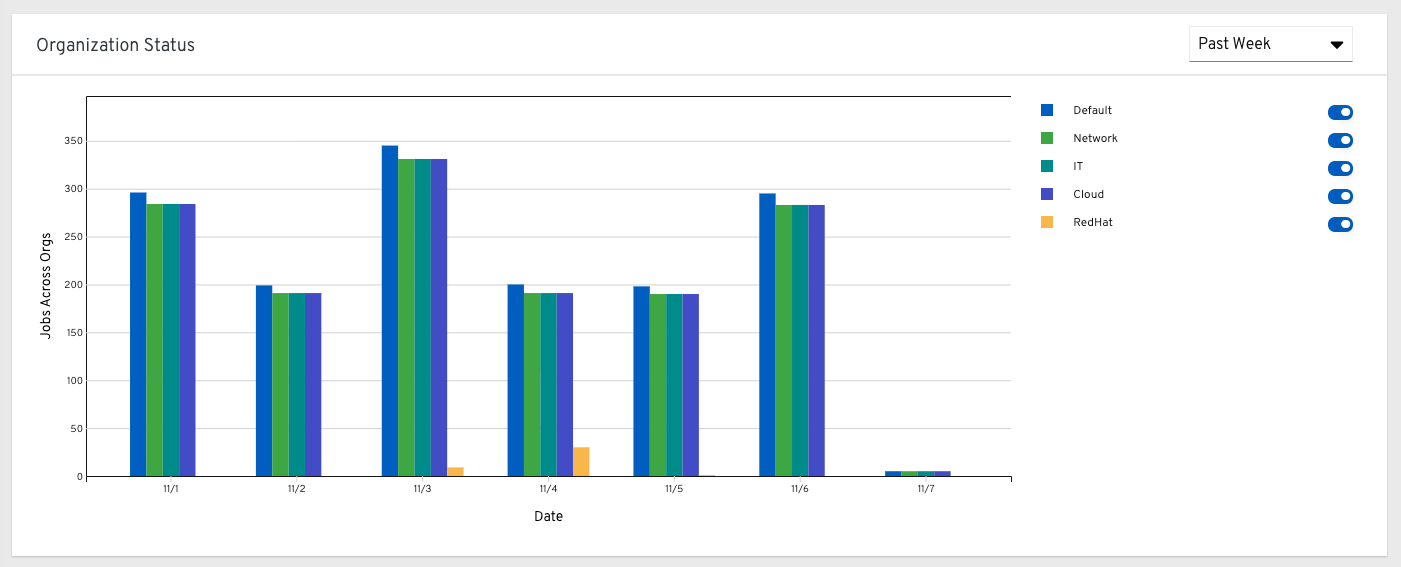 Organization Status
Past Week
Default
Network
IT
Cloud
RedHat
Jobs Across Orgs
350
300
250
200
150
100
50
0
11/1 11/2 11/3 11/4 11/5 11/6 11/7
Date